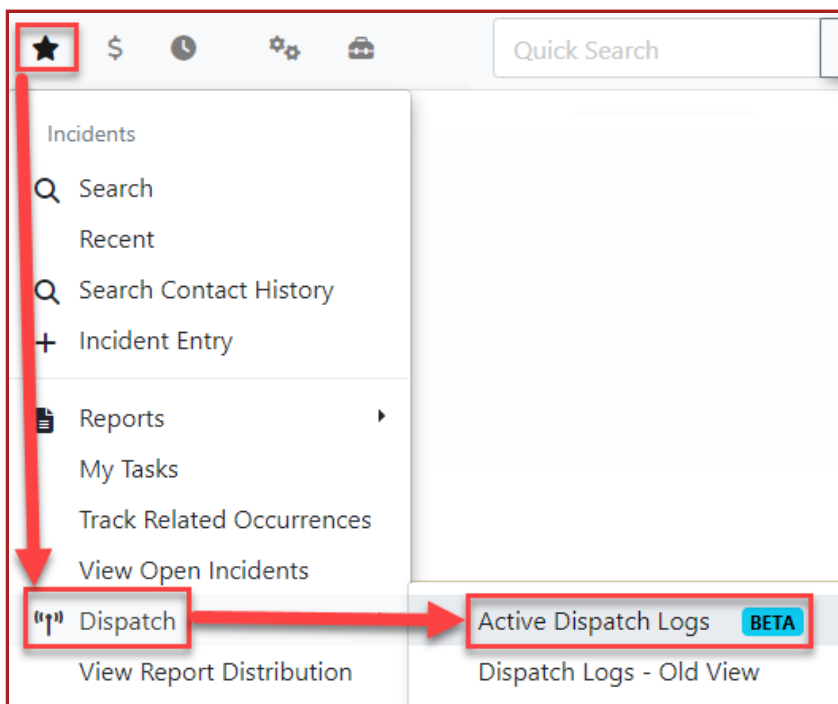 $
Quick Search
Incidents
Search
Recent
Search Contact History
Incident Entry
Reports
My Tasks
Track Related Occurrences
View Open Incidents
Dispatch
Active Dispatch Logs BETA
View Report Distribution
Dispatch Logs - Old View